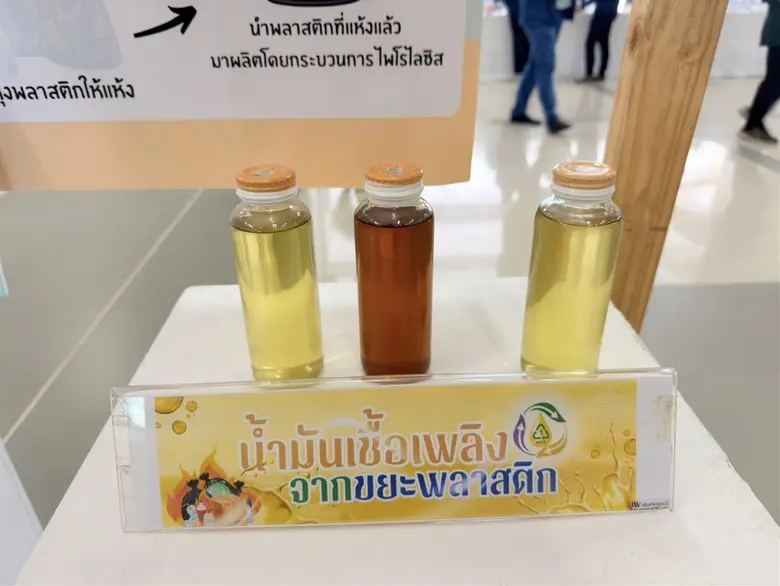 นำพลาสติกที่แห้งแล้ว
มาผลิตโดยกระบวนการไพโรไลซิส
ถุงพลาสติกให้แห้ง
น้ำมันเชื้อเพลิง
จากขยะพลาสติก